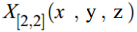 X[2,2](x , y , z)